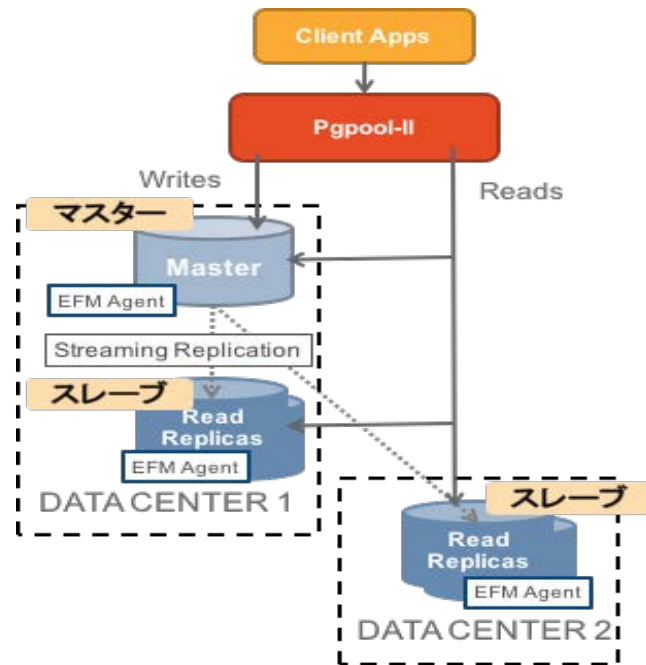 Client Apps
Pgpool-II
Writes
Reads
マスター
Master
EFM Agent
Streaming Replication
スレーブ
Read
Replicas
EFM Agent
DATA CENTER 1
スレーブ
Read
Replicas
EFM Agent
DATA CENTER 2